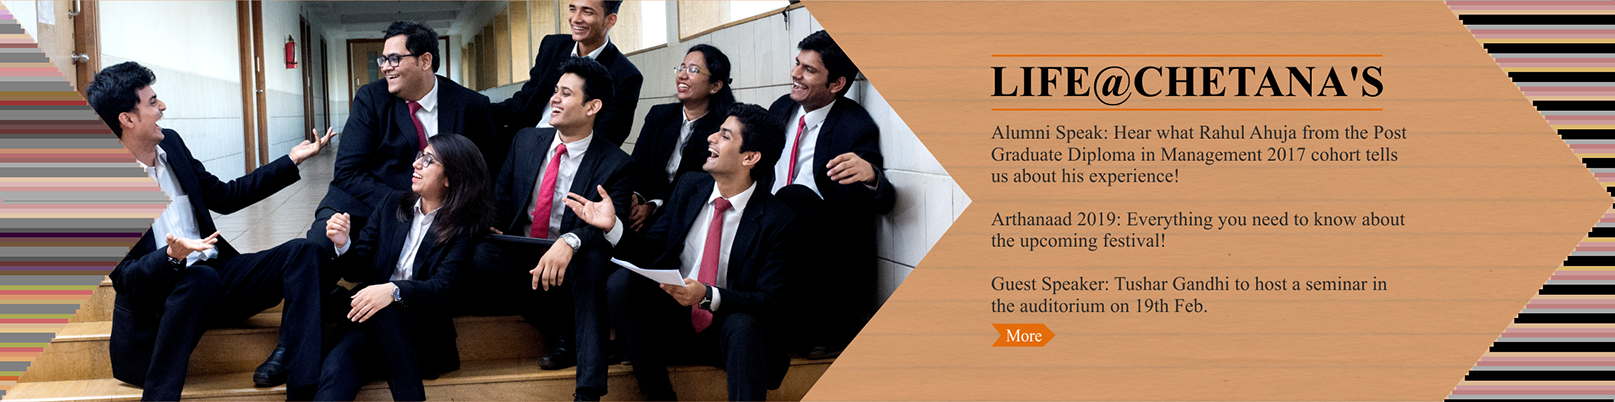 LIFE@CHETANA'S
Alumni Speak: Hear what Rahul Ahuja from the Post
Graduate Diploma in Management 2017 cohort tells
us about his experience!
Arthanaad 2019: Everything you need to know about
the upcoming festival!
Guest Speaker: Tushar Gandhi to host a seminar in
the auditorium on 19th Feb.
More